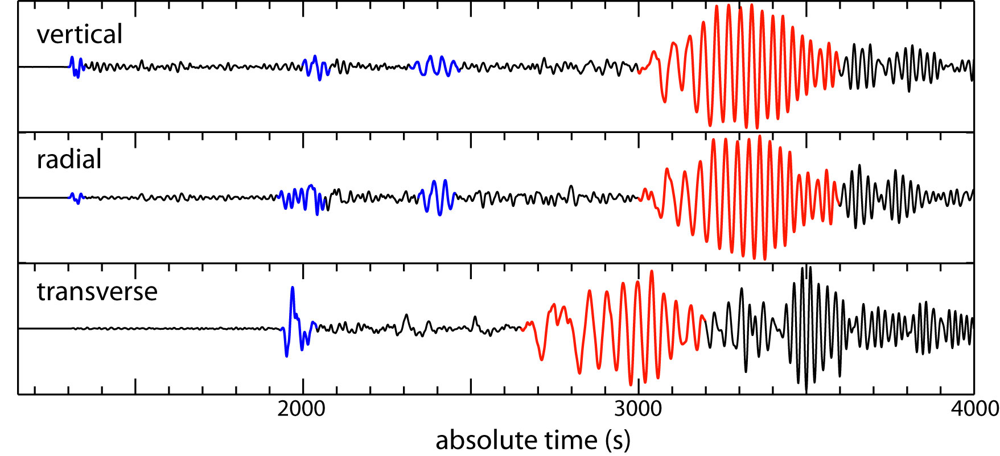 vertical
radial
transverse
2000 3000 4000
absolute time (s)